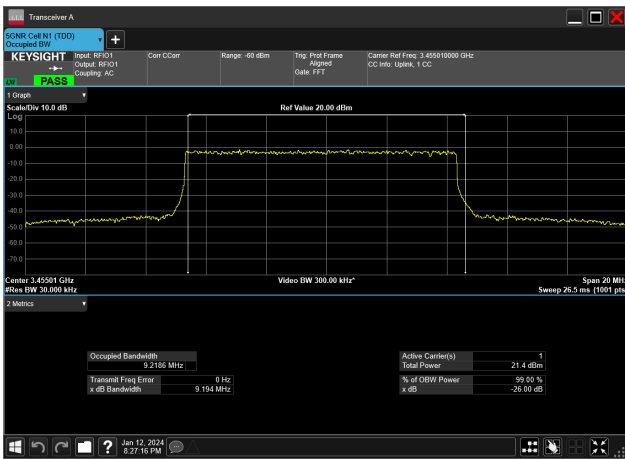 Transceiver A
5GNR Cell N1 (TDD)
Occupied BW
KEYSIGHT
Input: RFIO1
Output: RFIO1
Coupling: AC
Corr CCorr
Range: -60 dBm
Trig: Prot Frame
Aligned
Gate: FFT
Carrier Ref Freq: 3.455010000 GHz
CC Info: Uplink, 1 CC
PASS
1 Graph
Scale/Div 10.0 dB
Ref Value 20.00 dBm
Log
10.0
0.00
-10.0
-20.0
-30.0
-40.0
-50.0
-60.0
-70.0
Center 3.45501 GHz
Video BW 300.00 kHz*
Span 20 MHz
#Res BW 30.000 kHz
Sweep 26.5 ms (1001 pts
2 Metrics
Occupied Bandwidth
9.2186 MHz
Active Carrier(s) 1
Total Power 21.4 dBm
Transmit Freq Error 0 Hz
x dB Bandwidth 9.194 MHz
% of OBW Power 99.00 %
x dB -26.00 dB
?
Jan 12, 2024
8:27:16 PM